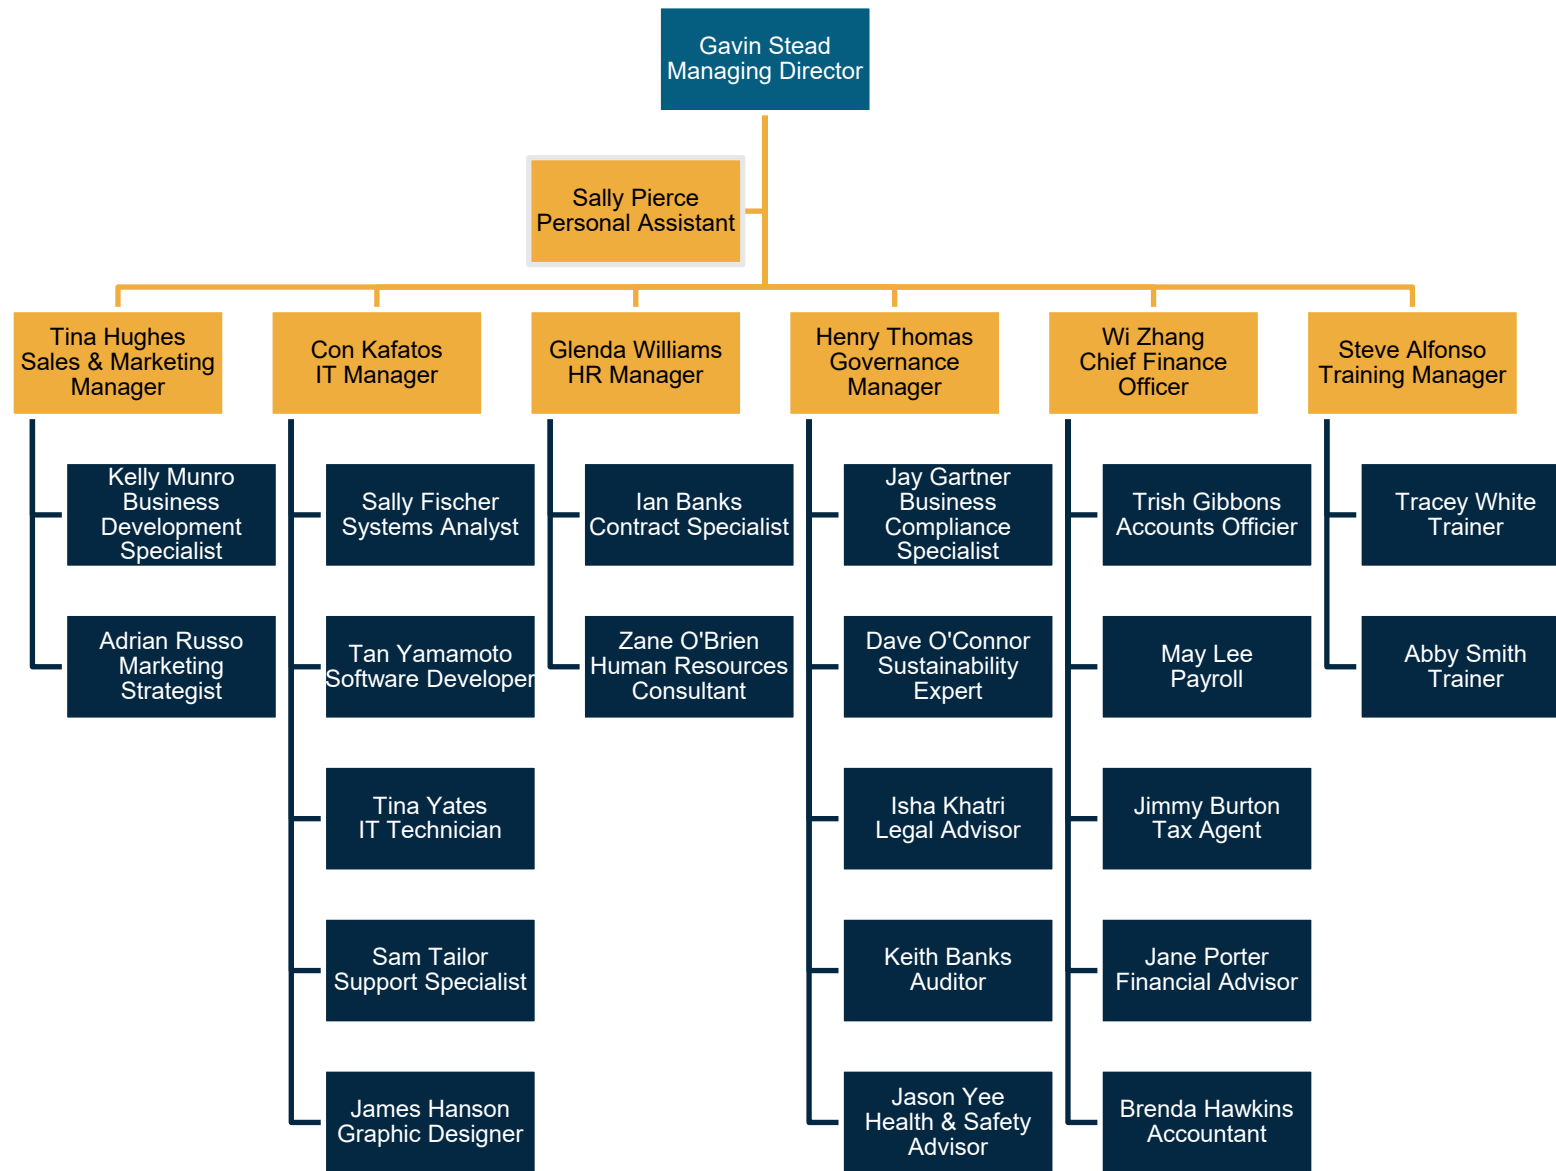 Gavin Stead
Managing Director
Sally Pierce
Personal Assistant
Tina Hughes
Sales & Marketing
Manager
Con Kafatos
IT Manager
Glenda Williams
HR Manager
Henry Thomas
Governance
Manager
Wi Zhang
Chief Finance
Officer
Steve Alfonso
Training Manager
Kelly Munro
Business
Development
Specialist
Sally Fischer
Systems Analyst
Ian Banks
Contract Specialist
Jay Gartner
Business
Compliance
Specialist
Trish Gibbons
Accounts Officier
Tracey White
Trainer
Adrian Russo
Marketing
Strategist
Tan Yamamoto
Software Developer
Zane O'Brien
Human Resources
Consultant
Dave O'Connor
Sustainability
Expert
May Lee
Payroll
Abby Smith
Trainer
Tina Yates
IT Technician
Isha Khatri
Legal Advisor
Jimmy Burton
Tax Agent
Sam Tailor
Support Specialist
Keith Banks
Auditor
Jane Porter
Financial Advisor
James Hanson
Graphic Designer
Jason Yee
Health & Safety
Advisor
Brenda Hawkins
Accountant